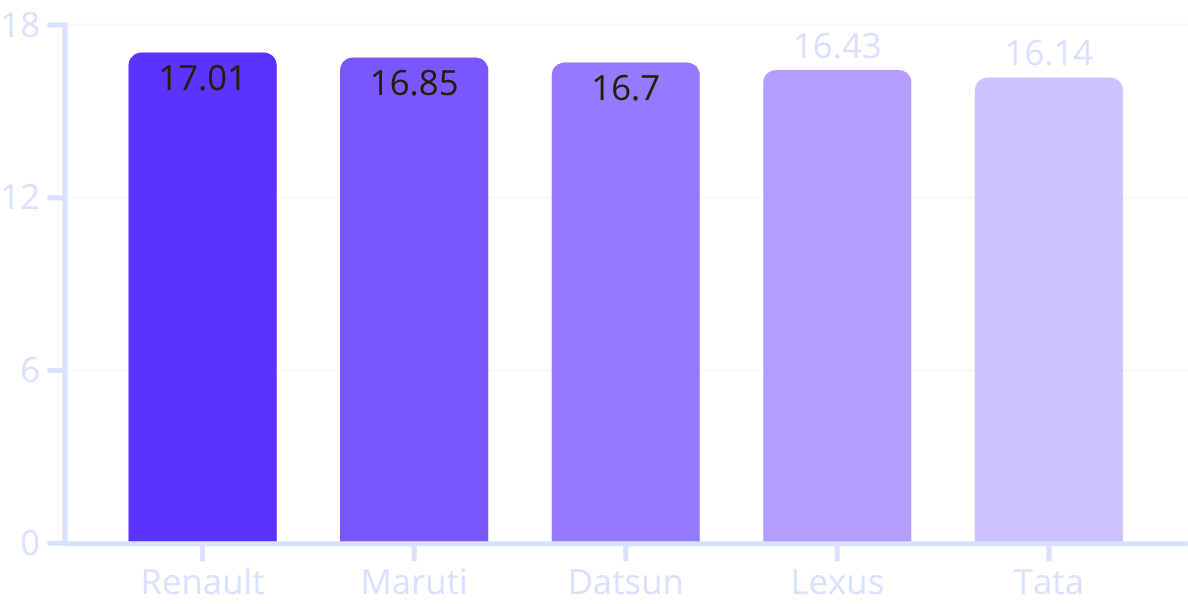 18
12
6
0
17.01
16.85
16.7
16.43
16.14
Renault
Maruti
Datsun
Lexus
Tata